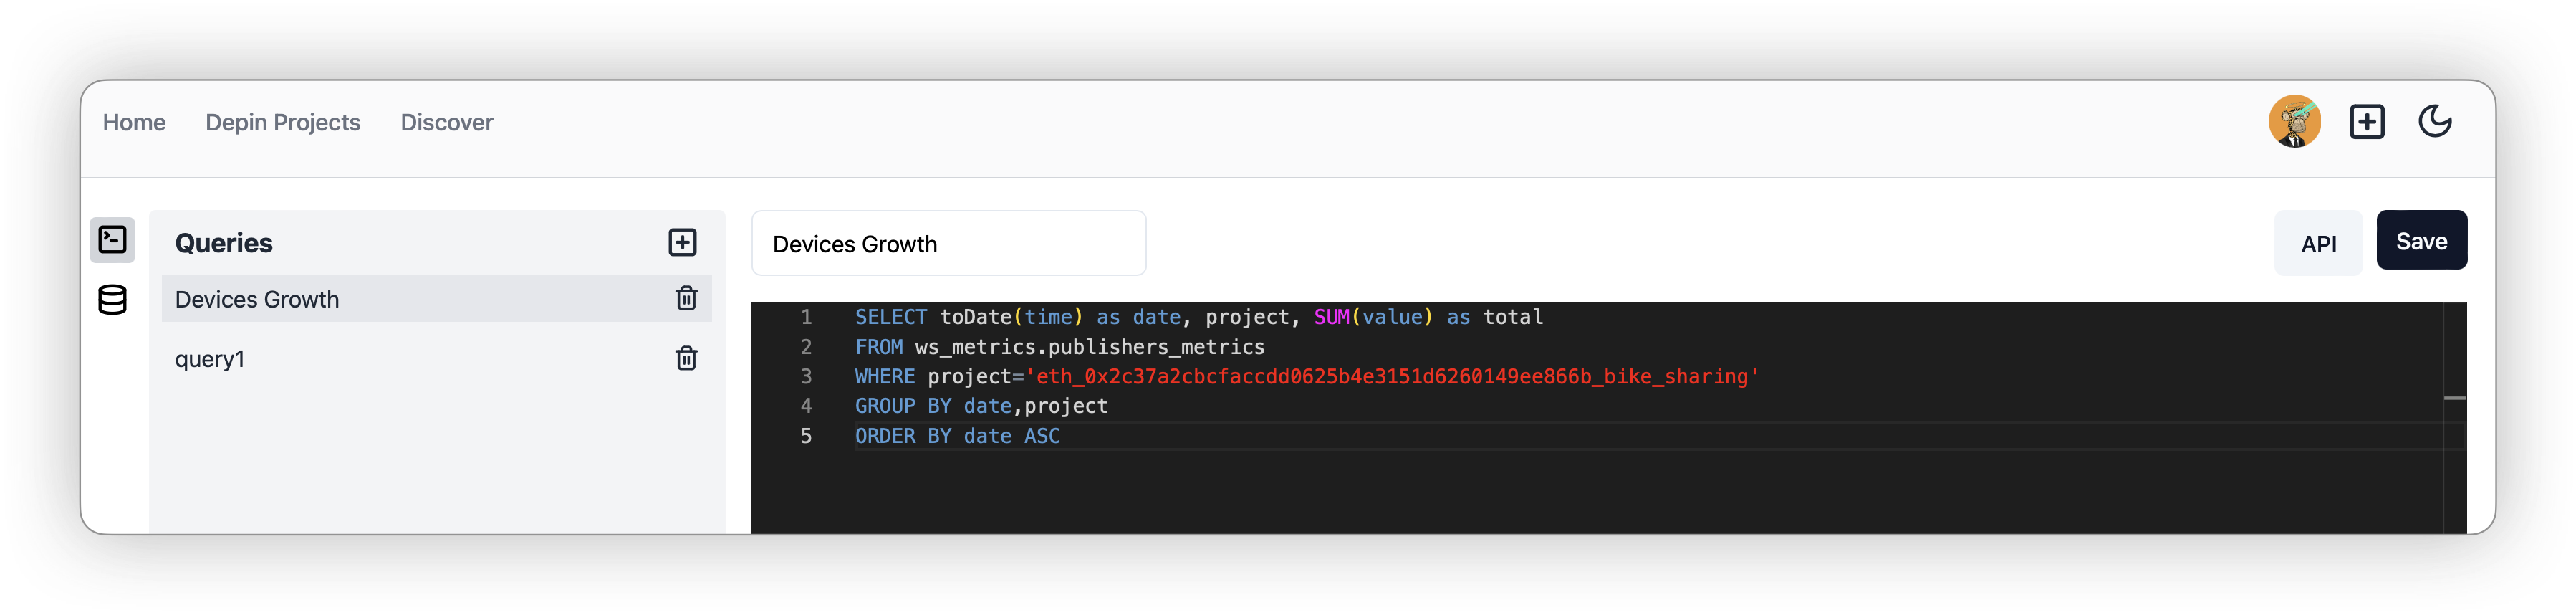 Home Depin Projects Discover
Queries
Devices Growth
query1
Devices Growth
API Save
1 SELECT toDate(time) as date, project, SUM(value) as total
2 FROM ws_metrics.publishers_metrics
3 WHERE project='eth_0x2c37a2cbcfaccdd0625b4e3151d6260149ee866b_bike_sharing'
4 GROUP BY date,project
5 ORDER BY date ASC